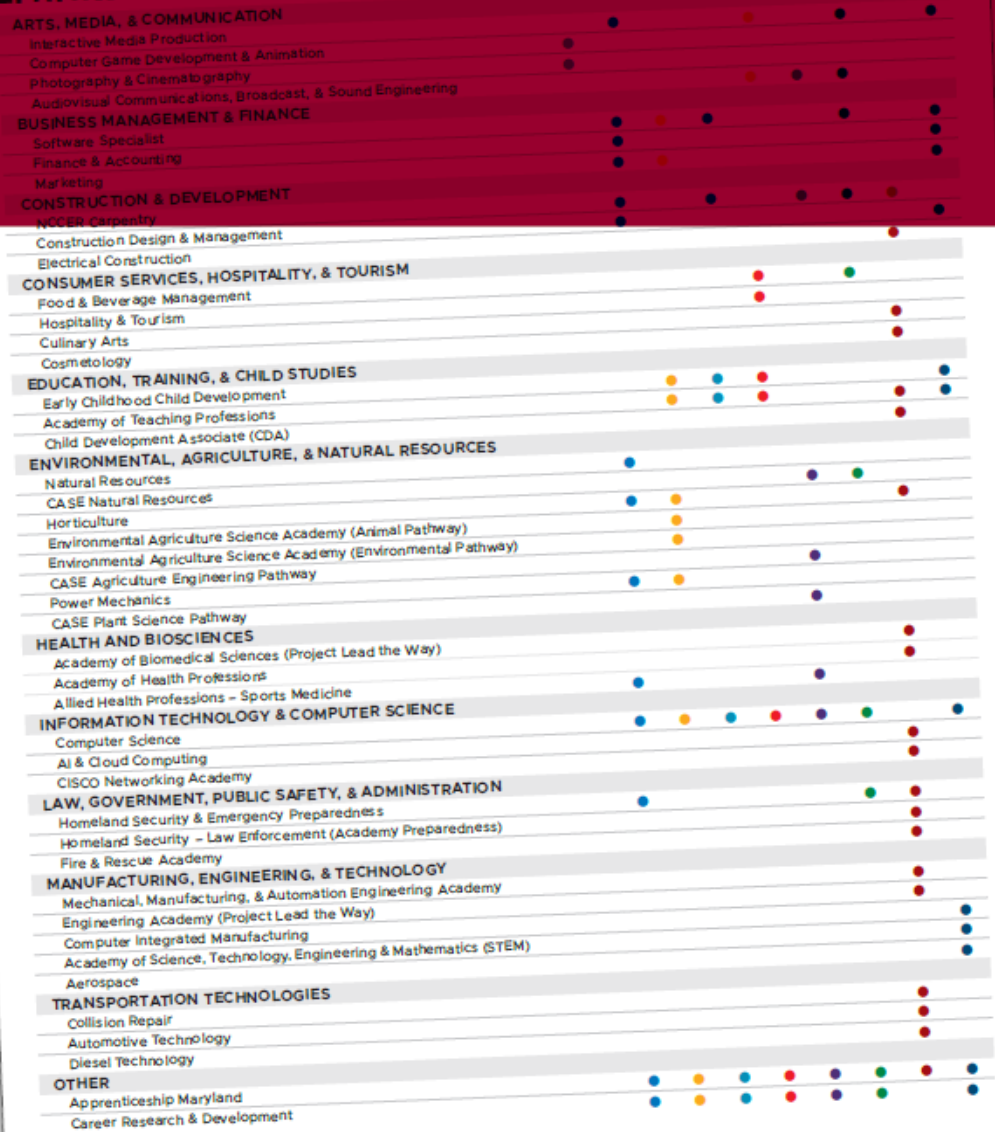 ARTS, MEDIA, & COMMUNICATION
Interactive Media Production
Computer Game Development & Animation
Photography & Cinematography
Audiovisual Communications, Broadcast, & Sound Engineering
BUSINESS MANAGEMENT & FINANCE
Software Specialist
Finance & Accounting
Marketing
CONSTRUCTION & DEVELOPMENT
NCCER Carpentry
Construction Design & Management
Electrical Construction
CONSUMER SERVICES, HOSPITALITY, & TOURISM
Food & Beverage Management
Hospitality & Tourism
Culinary Arts
Cosmetology
EDUCATION, TRAINING, & CHILD STUDIES
Early Childhood Child Development
Academy of Teaching Professions
Child Development Associate (CDA)
ENVIRONMENTAL, AGRICULTURE, & NATURAL RESOURCES
Natural Resources
CASE Natural Resources
Horticulture
Environmental Agriculture Science Academy (Animal Pathway)
Environmental Agriculture Science Academy (Environmental Pathway)
CASE Agriculture Engineering Pathway
Power Mechanics
CASE Plant Science Pathway
HEALTH AND BIOSCIENCES
Academy of Biomedical Sciences (Project Lead the Way)
Academy of Health Professions
Allied Health Professions – Sports Medicine
INFORMATION TECHNOLOGY & COMPUTER SCIENCE
Computer Science
AI & Cloud Computing
CISCO Networking Academy
LAW, GOVERNMENT, PUBLIC SAFETY, & ADMINISTRATION
Homeland Security & Emergency Preparedness
Homeland Security – Law Enforcement (Academy Preparedness)
Fire & Rescue Academy
MANUFACTURING, ENGINEERING, & TECHNOLOGY
Mechanical, Manufacturing, & Automation Engineering Academy
Engineering Academy (Project Lead the Way)
Computer Integrated Manufacturing
Academy of Science, Technology, Engineering & Mathematics (STEM)
Aerospace
TRANSPORTATION TECHNOLOGIES
Collision Repair
Automotive Technology
Diesel Technology
OTHER
Apprenticeship Maryland
Career Research & Development